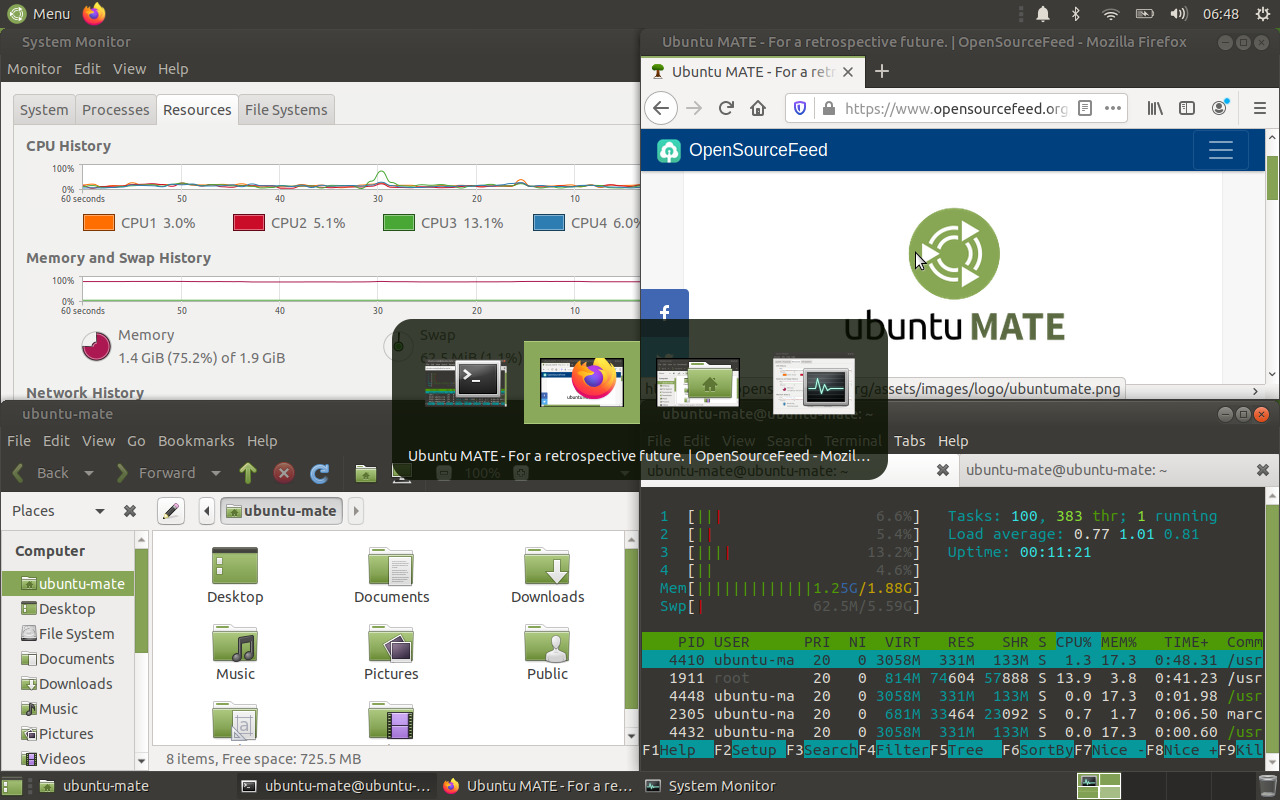 Menu
06:48
System Monitor
Monitor Edit View Help
System Processes Resources File Systems
CPU History
100%
0%
60 seconds 50 40 30 20 10
CPU1 3.0% CPU2 5.1% CPU3 13.1% CPU4 6.0%
Memory and Swap History
100%
0%
60 seconds 50 40 30 20 10
Memory
1.4 GiB (75.2%) of 1.9 GiB
Swap
62.5 MiB (1.1%)
Network History
Ubuntu MATE - For a retrospective future. | OpenSourceFeed - Mozilla Firefox
Ubuntu MATE - For a retr
https://www.opensourcefeed.org
OpenSourceFeed
ubuntu MATE
org/assets/images/logo/ubuntumate.png
Ubuntu MATE - For a retrospective future. | OpenSourceFeed - Mozil...
ubuntu-mate
File Edit View Go Bookmarks Help
Back Forward 100%
Places ubuntu-mate
Computer
ubuntu-mate
Desktop
File System
Documents
Downloads
Music
Pictures
Videos
Desktop Documents Downloads
Music Pictures Public
8 items, Free space: 725.5 MB
ubuntu-mate@ubuntu-mate: ~
File Edit View Search Terminal Tabs Help
ubuntu-mate@ubuntu-mate: ~ ubuntu-mate@ubuntu-mate: ~
1 [||| 6.6%] Tasks: 100, 383 thr; 1 running
2 [|| 5.4%] Load average: 0.77 1.01 0.81
3 [|||| 13.2%] Uptime: 00:11:21
4 [|| 4.6%]
Mem[|||||||||||||1.25G/1.88G]
Swp[| 62.5M/5.59G]
PID USER PRI NI VIRT RES SHR S CPU% MEM% TIME+ Comm
4410 ubuntu-ma 20 0 3058M 331M 133M S 1.3 17.3 0:48.31 /usr
1911 root 20 0 814M 74604 57888 S 13.9 3.8 0:41.23 /usr
4448 ubuntu-ma 20 0 3058M 331M 133M S 0.0 17.3 0:01.98 /usr
2305 ubuntu-ma 20 0 681M 33464 23092 S 0.7 1.7 0:06.50 marc
4432 ubuntu-ma 20 0 3058M 331M 133M S 0.0 17.3 0:00.60 /usr
F1Help F2Setup F3SearchF4FilterF5Tree F6SortByF7Nice -F8Nice +F9Kil
ubuntu-mate ubuntu-mate@ubuntu-... Ubuntu MATE - For a re... System Monitor